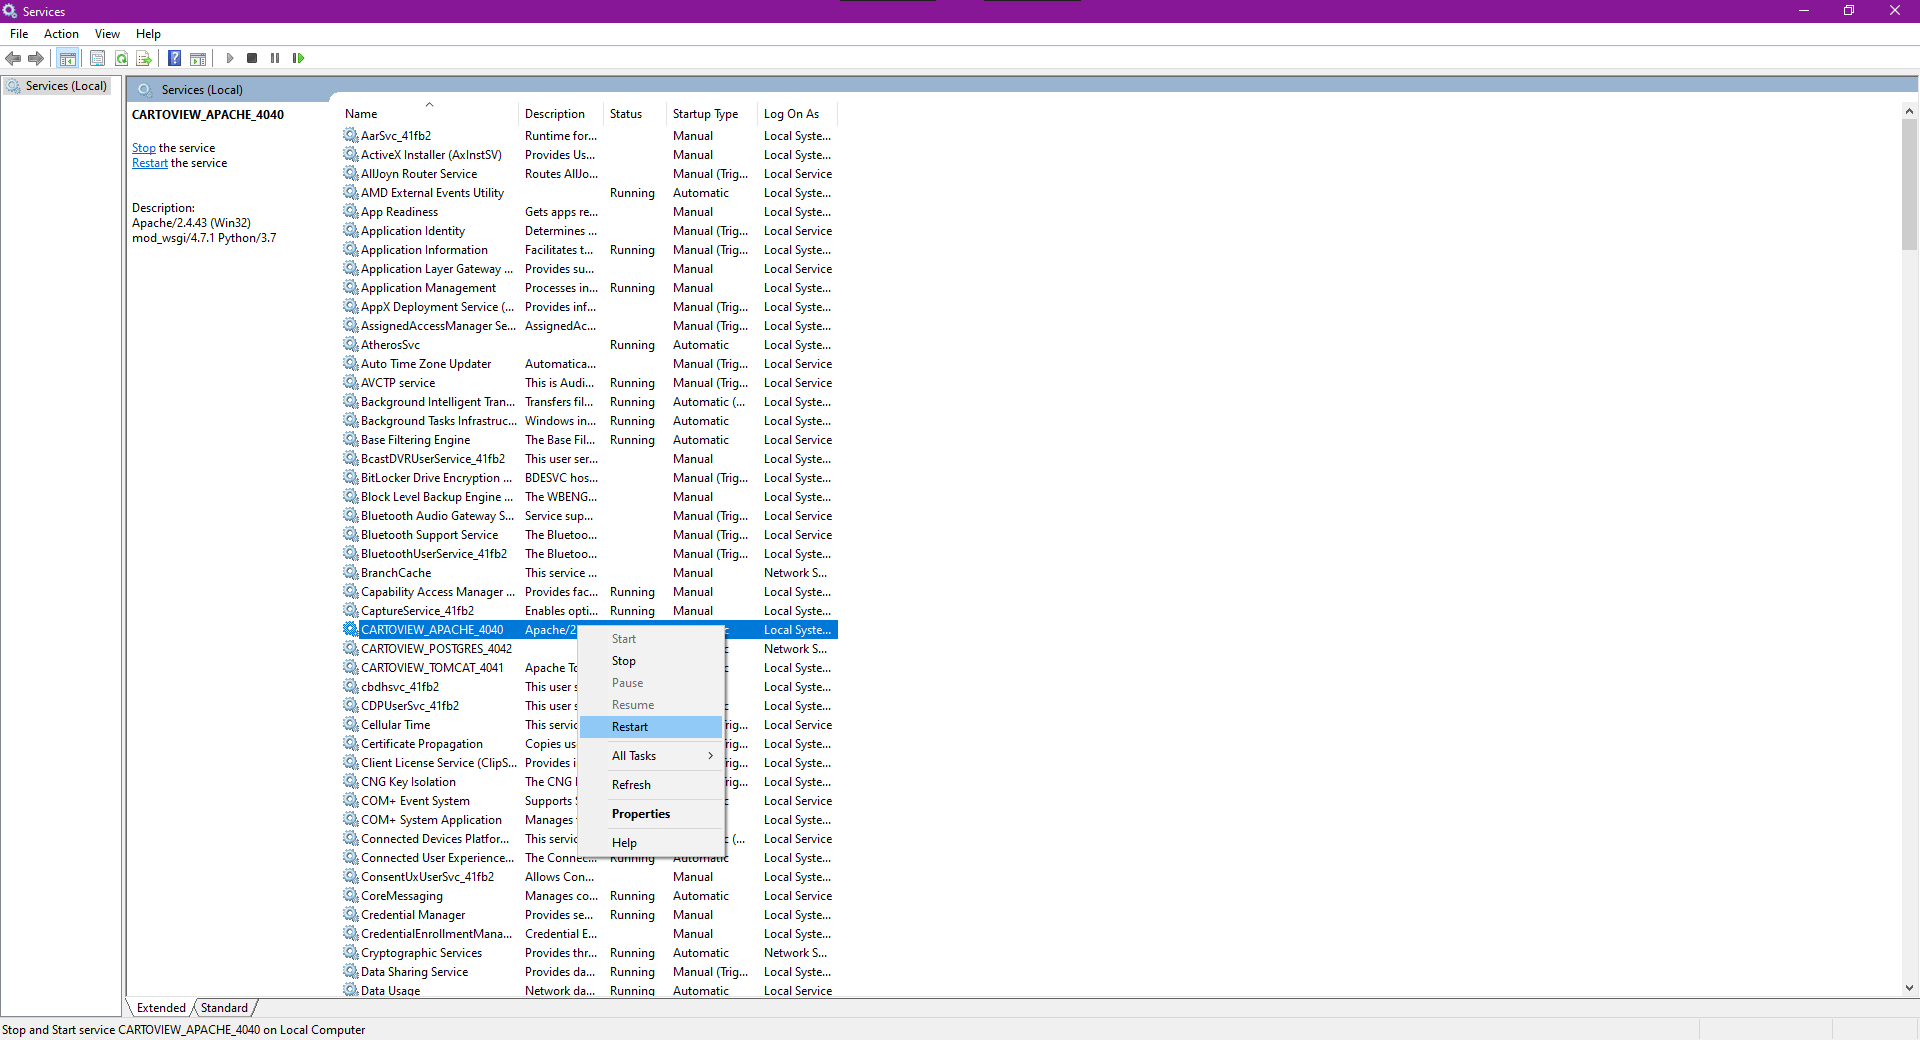 Services
File Action View Help
Services (Local)
Services (Local)
CARTOVIEW_APACHE_4040
Stop the service
Restart the service
Description:
Apache/2.4.43 (Win32)
mod_wsgi/4.7.1 Python/3.7
Name Description Status Startup Type Log On As
AarSvc_41fb2 Runtime for... Manual Local Syste...
ActiveX Installer (AxInstSV) Provides Us... Manual Local Syste...
AllJoyn Router Service Routes AllJo... Manual (Trig... Local Service
AMD External Events Utility Running Automatic Local Syste...
App Readiness Gets apps re... Manual Local Syste...
Application Identity Determines ... Manual (Trig... Local Service
Application Information Facilitates t... Running Manual (Trig... Local Syste...
Application Layer Gateway ... Provides su... Manual Local Service
Application Management Processes in... Running Manual Local Syste...
AppX Deployment Service (... Provides inf... Manual (Trig... Local Syste...
AssignedAccessManager Se... AssignedAc... Manual (Trig... Local Syste...
AtherosSvc Running Automatic Local Syste...
Auto Time Zone Updater Automatica... Manual (Trig... Local Service
AVCTP service This is Audi... Running Manual (Trig... Local Service
Background Intelligent Tran... Transfers fil... Running Automatic (... Local Syste...
Background Tasks Infrastruc... Windows in... Running Automatic Local Syste...
Base Filtering Engine The Base Fil... Running Automatic Local Service
BcastDVRUserService_41fb2 This user ser... Manual Local Syste...
BitLocker Drive Encryption ... BDESVC hos... Manual (Trig... Local Syste...
Block Level Backup Engine ... The WBENG... Manual Local Syste...
Bluetooth Audio Gateway S... Service sup... Manual (Trig... Local Service
Bluetooth Support Service The Bluetoo... Manual (Trig... Local Service
BluetoothUserService_41fb2 The Bluetoo... Manual (Trig... Local Syste...
BranchCache This service ... Manual Network S...
Capability Access Manager ... Provides fac... Running Manual Local Syste...
CaptureService_41fb2 Enables opti... Running Manual Local Syste...
CARTOVIEW_APACHE_4040 Apache/2 c Local Syste...
CARTOVIEW_POSTGRES_4042 c Network S...
CARTOVIEW_TOMCAT_4041 Apache To c Local Syste...
cbdhsvc_41fb2 This user s Local Syste...
CDPUserSvc_41fb2 This user s c Local Syste...
Cellular Time This servic rig... Local Service
Certificate Propagation Copies us rig... Local Syste...
Client License Service (ClipS... Provides i rig... Local Syste...
CNG Key Isolation The CNG rig... Local Syste...
COM+ Event System Supports S c Local Service
COM+ System Application Manages Local Syste...
Connected Devices Platfor... This servic c (... Local Service
Connected User Experience... The Connec... Running Automatic Local Syste...
ConsentUxUserSvc_41fb2 Allows Con... Manual Local Syste...
CoreMessaging Manages co... Running Automatic Local Service
Credential Manager Provides se... Running Manual Local Syste...
CredentialEnrollmentMana... Credential E... Manual Local Syste...
Cryptographic Services Provides thr... Running Automatic Network S...
Data Sharing Service Provides da... Running Manual (Trig... Local Syste...
Data Usage Network da... Running Automatic Local Service
Start
Stop
Pause
Resume
Restart
All Tasks
Refresh
Properties
Help
Extended Standard
Stop and Start service CARTOVIEW_APACHE_4040 on Local Computer